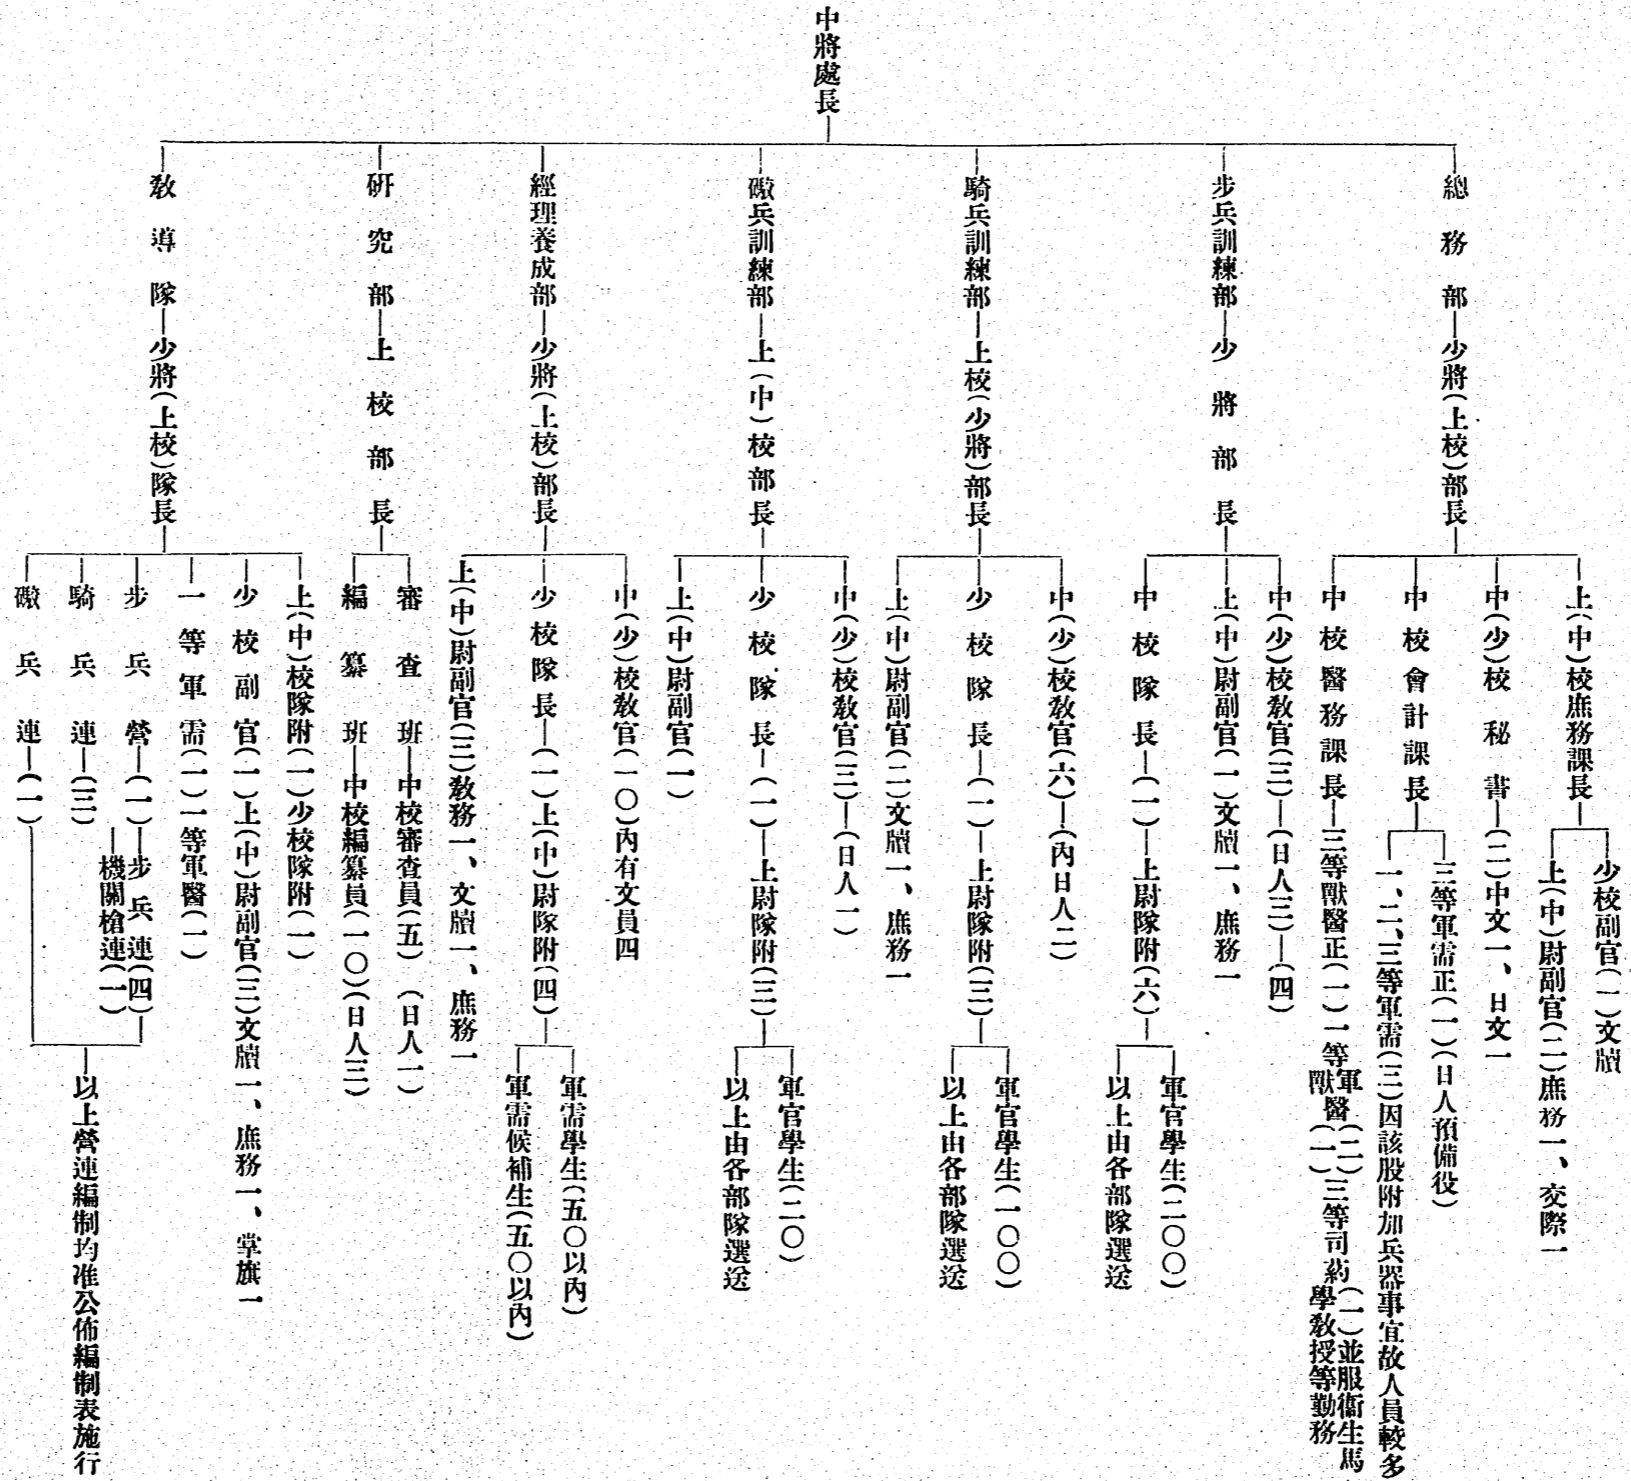 中將處長
總務部—少將(上校)部長
上(中)校庶務課長
少校副官(一)文牘
上(中)尉副官(二)庶務一、交際一
中(少)校秘書—(二)中文一、日文一
中校會計課長
三等軍需正(一)(日人預備役)
一、二、三等軍需(三)因該股附加兵器事宜故人員較多
中校醫務課長—三等獸醫正(一)一等軍醫(二)獸醫(一)三等司葯(一)並服衞生馬學敎授等勤務
步兵訓練部—少將部長
中(少)校敎官(三)—(日人三)—(四)
上(中)尉副官(一)文牘一、庶務一
中校隊長—(一)—上尉隊附(六)
軍官學生(二〇〇)
以上由各部隊選送
騎兵訓練部—上校(少將)部長
中(少)校敎官(六)—(內日人二)
少校隊長—(一)—上尉隊附(三)
軍官學生(一〇〇)
以上由各部隊選送
上(中)尉副官(二)文牘一、庶務一
礮兵訓練部—上(中)校部長
中(少)校敎官(三)—(日人一)
少校隊長—(一)—上尉隊附(三)
軍官學生(二〇)
以上由各部隊選送
上(中)尉副官(一)
經理養成部—少將(上校)部長
中(少)校敎官(一〇)內有文員四
少校隊長—(一)上(中)尉隊附(四)
軍需學生(五〇以內)
軍需候補生(五〇以內)
上(中)尉副官(三)敎務一、文牘一、庶務一
硏究部—上校部長
審查班—中校審查員(五)(日人一)
編纂班—中校編纂員(一〇)(日人三)
敎導隊—少將(上校)隊長
上(中)校隊附(一)少校隊附(一)
少校副官(一)上(中)尉副官(三)文牘一、庶務一、掌旗一
一等軍需(一)一等軍醫(一)
步兵營—(一)—步兵連(四)
機關槍連(一)
騎兵連—(三)
礮兵連—(一)
以上營連編制均准公佈編制表施行